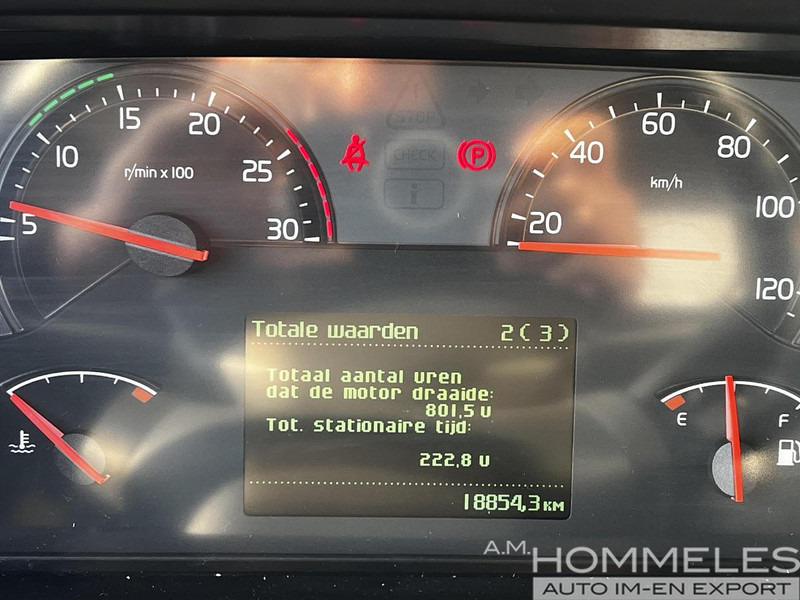 STOP
CHECK
i
5
10
15
20
25
30
r/min x 100
P
20
40
60
80
100
120
km/h
Totale waarden 2(3)
Totaal aantal uren
dat de motor draaide:
801,5 U
Tot. stationaire tijd:
222,8 U
18854,3 KM
E
F
A.M. HOMMELES
AUTO IM-EN EXPORT